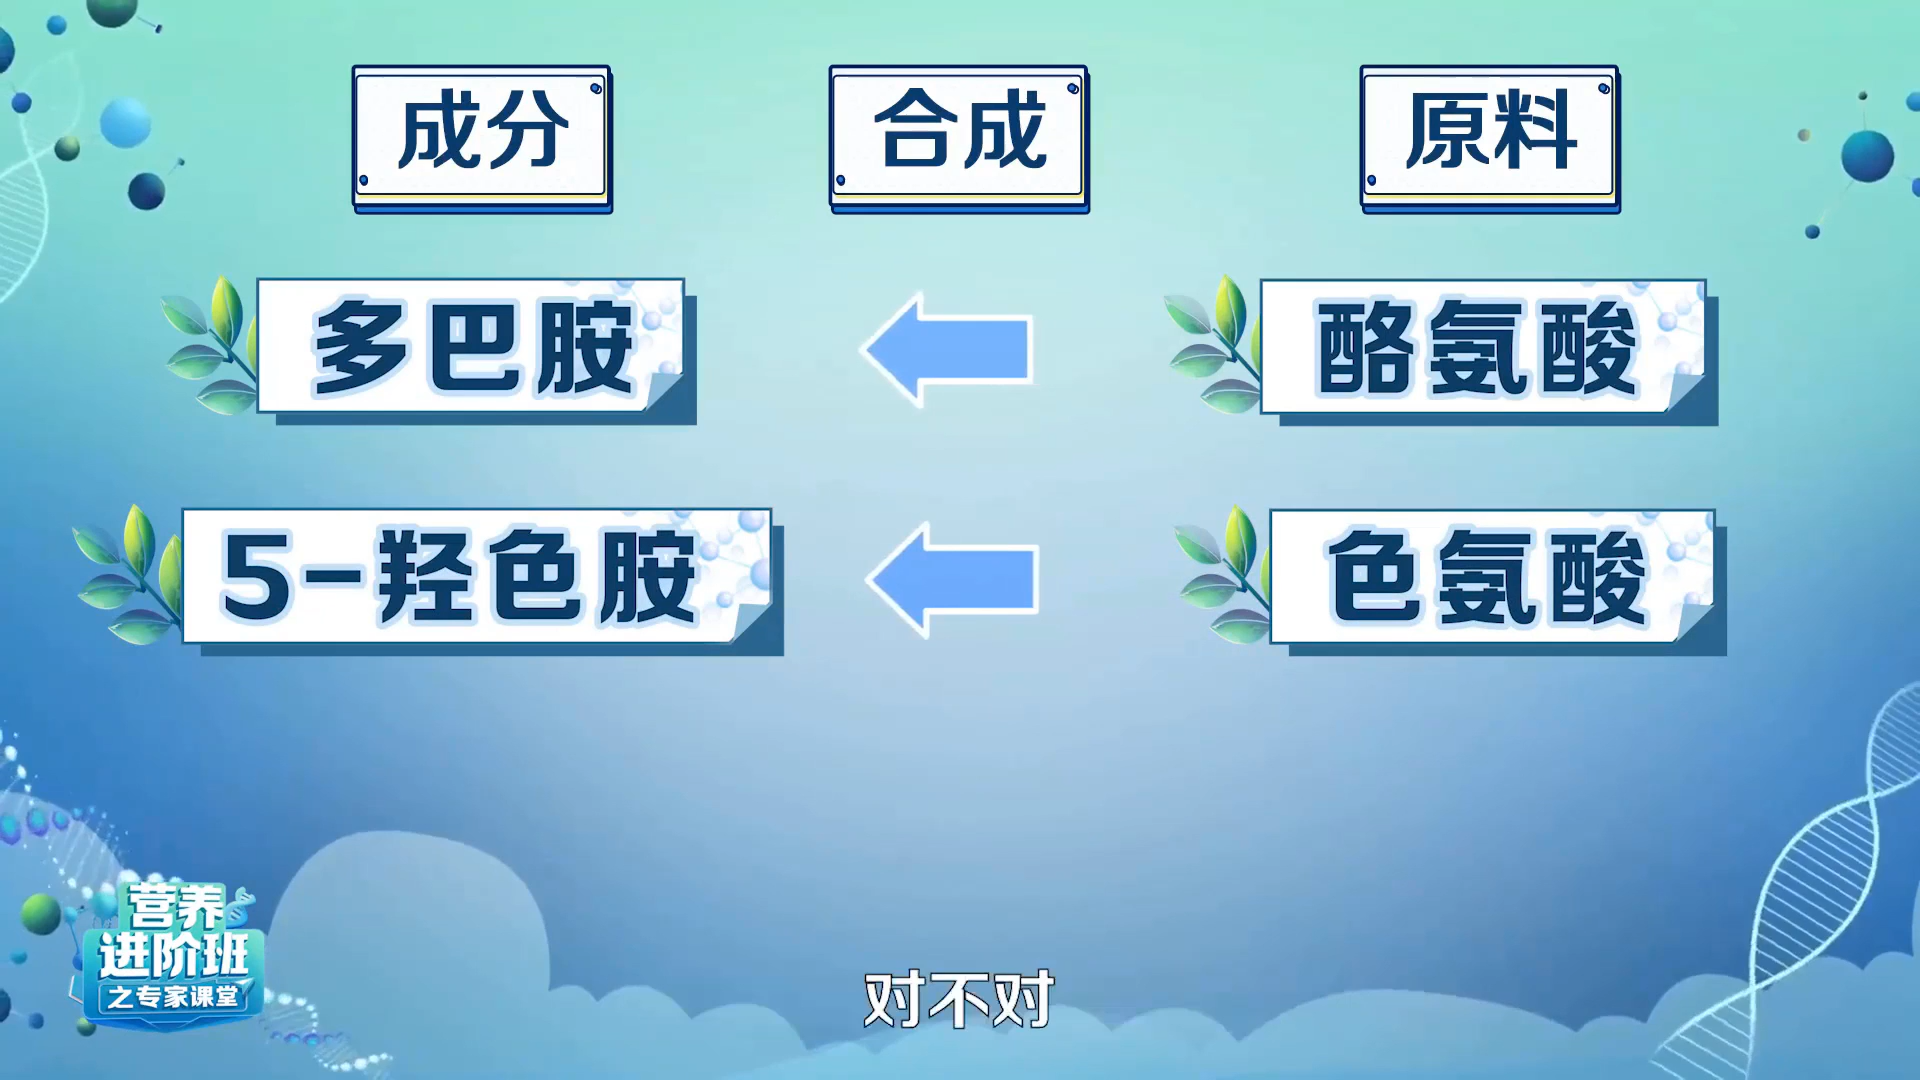 成分 合成 原料
多巴胺 酪氨酸
5-羟色胺 色氨酸
营养
进阶班
之专家课堂
对不对